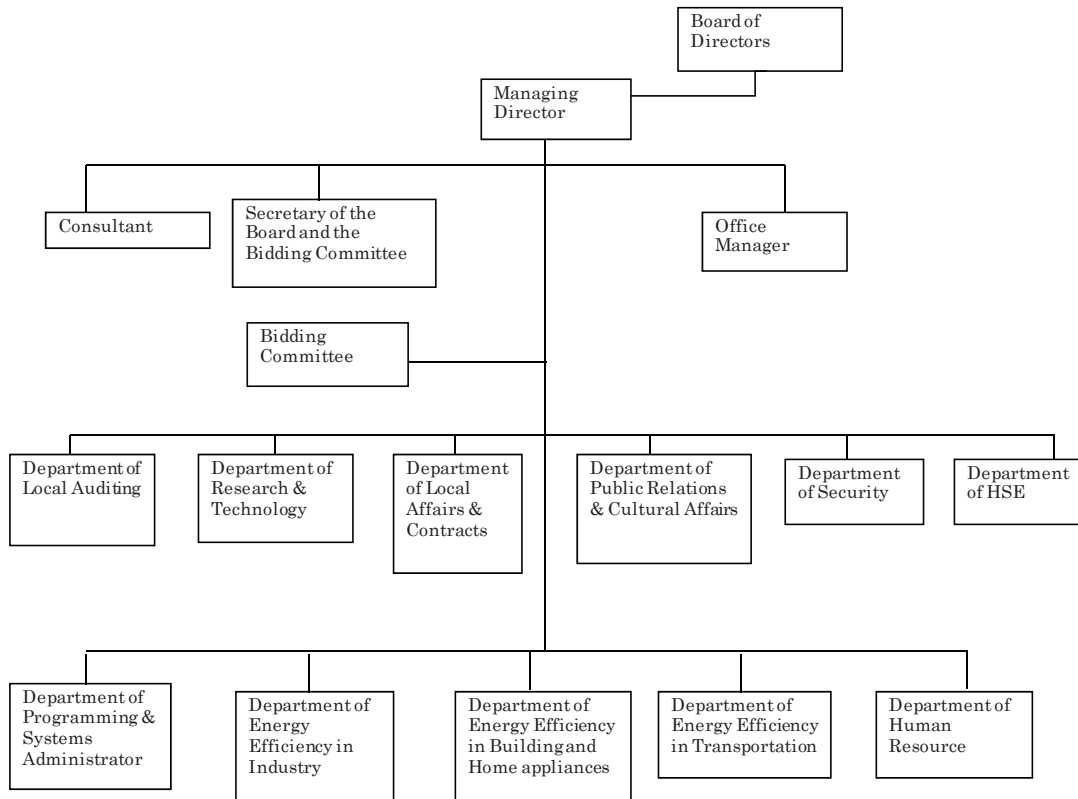 Board of
Directors
Managing
Director
Consultant
Secretary of the
Board and the
Bidding Committee
Office
Manager
Bidding
Committee
Department of
Local Auditing
Department of
Research &
Technology
Department
of Local
Affairs &
Contracts
Department of
Public Relations
& Cultural Affairs
Department
of Security
Department
of HSE
Department of
Programming &
Systems
Administrator
Department of
Energy
Efficiency in
Industry
Department of
Energy Efficiency
in Building and
Home appliances
Department of
Energy Efficiency
in Transportation
Department of
Human
Resource